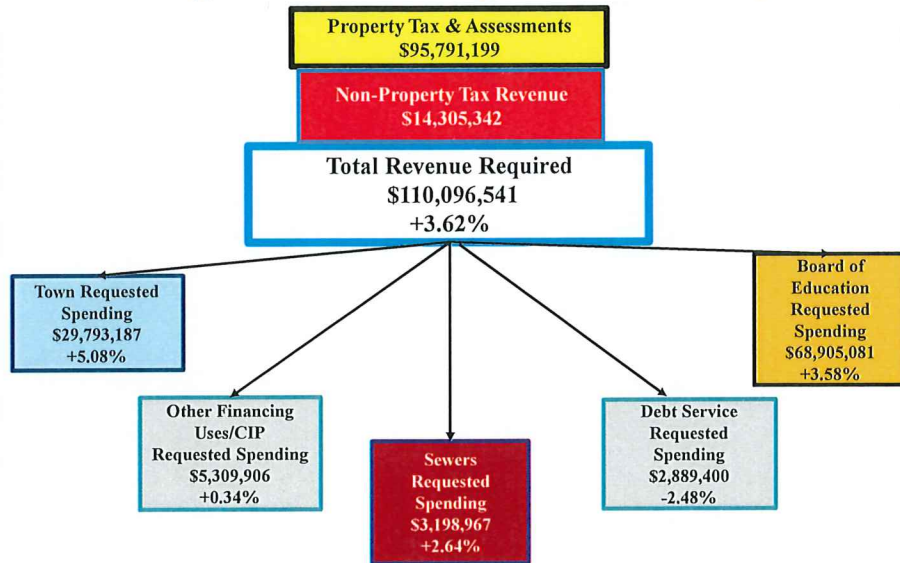 Property Tax & Assessments
$95,791,199
Non-Property Tax Revenue
$14,305,342
Total Revenue Required
$110,096,541
+3.62%
Town Requested
Spending
$29,793,187
+5.08%
Other Financing
Uses/CIP
Requested Spending
$5,309,906
+0.34%
Sewers
Requested
Spending
$3,198,967
+2.64%
Debt Service
Requested
Spending
$2,889,400
-2.48%
Board of
Education
Requested
Spending
$68,905,081
+3.58%